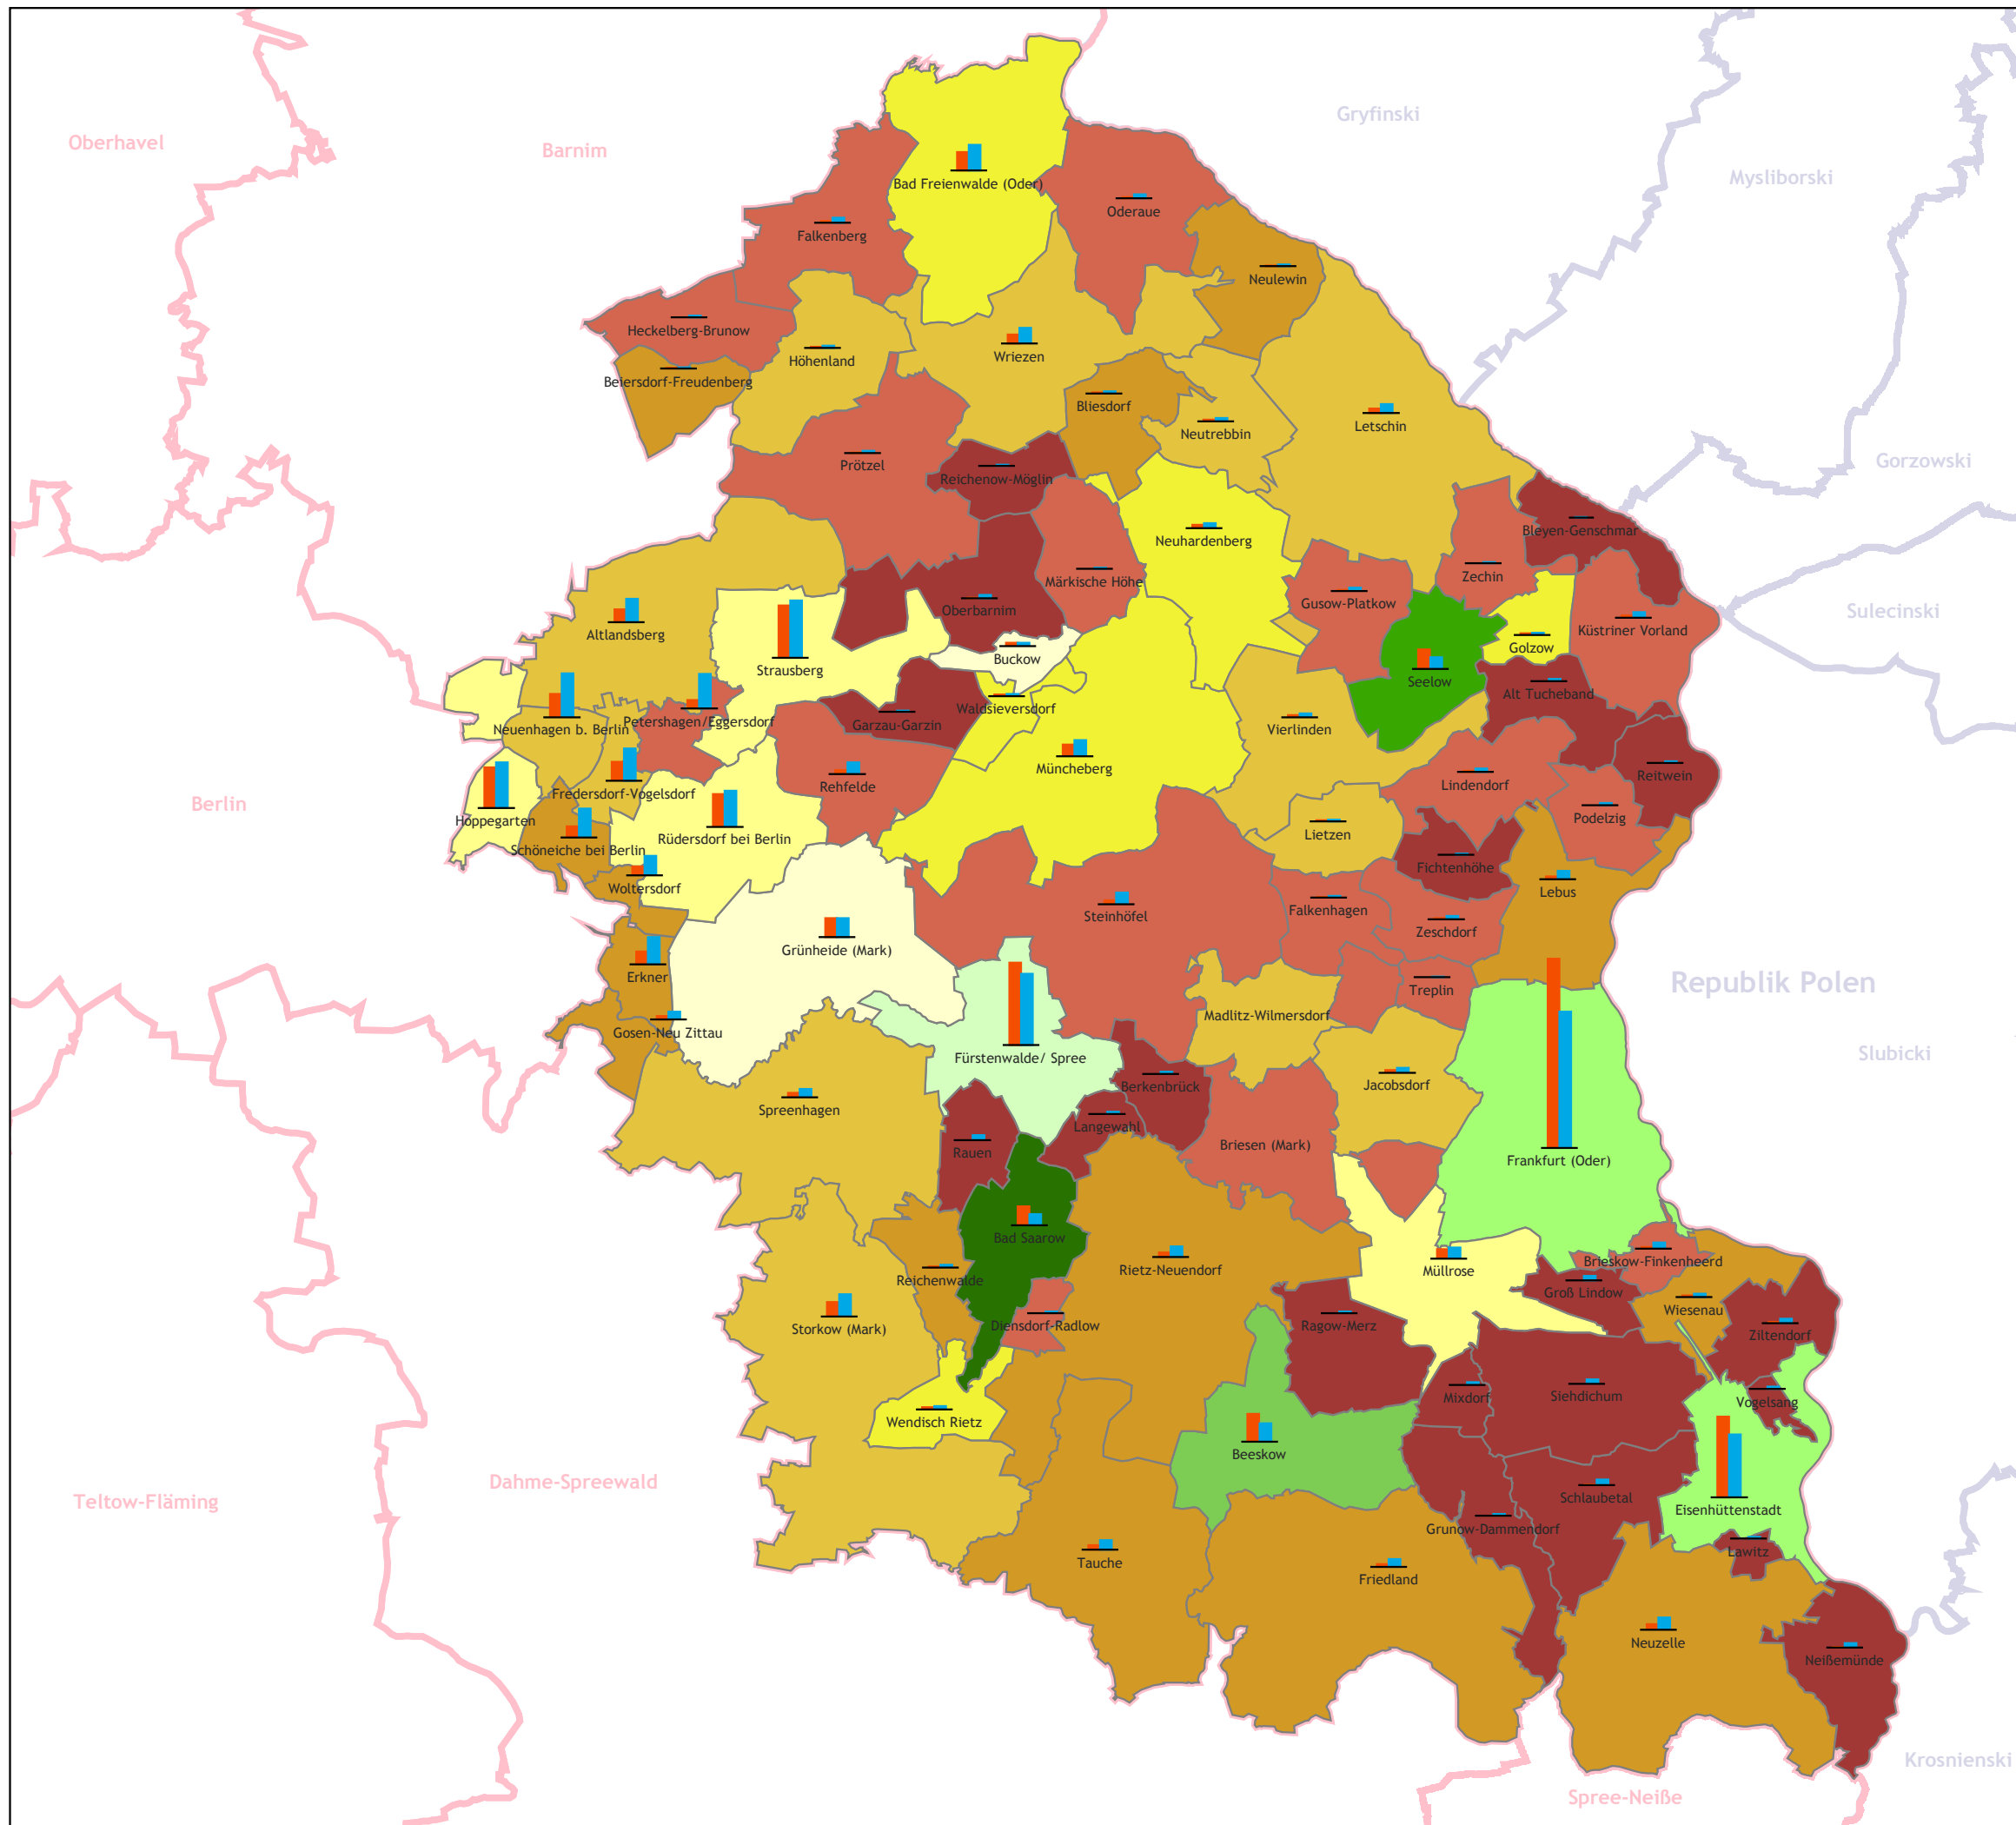 Gryfinski
Oberhavel
Barnim
Mysliborski
Bad Freienwalde (Oder)
Oderaue
Falkenberg
Neulewin
Heckelberg-Brunow
Wriezen
Höhenland
Beiersdorf-Freudenberg
Bliesdorf
Letschin
Neutrebbin
Gorzowski
Prötzel
Reichenow-Möglin
Bleyen-Genschmar
Neuhardenberg
Zechin
Märkische Höhe
Gusow-Platkow
Oberbarnim
Sulecinski
Altlandsberg
Küstriner Vorland
Golzow
Buckow
Strausberg
Seelow
Alt Tucheband
Waldsieversdorf
Petershagen/Eggersdorf
Garzau-Garzin
Neuenhagen b. Berlin
Vierlinden
Müncheberg
Reitwein
Rehfelde
Lindendorf
Fredersdorf-Vogelsdorf
Berlin
Hoppegarten
Podelzig
Lietzen
Rüdersdorf bei Berlin
Schöneiche bei Berlin
Fichtenhöhe
Woltersdorf
Lebus
Falkenhagen
Steinhöfel
Zeschdorf
Grünheide (Mark)
Erkner
Republik Polen
Treplin
Madlitz-Wilmersdorf
Gosen-Neu Zittau
Slubicki
Fürstenwalde/ Spree
Jacobsdorf
Berkenbrück
Spreenhagen
Langewahl
Briesen (Mark)
Rauen
Frankfurt (Oder)
Bad Saarow
Brieskow-Finkenheerd
Rietz-Neuendorf
Müllrose
Reichenwalde
Groß Lindow
Wiesenau
Diensdorf-Radlow
Ragow-Merz
Storkow (Mark)
Ziltendorf
Mixdorf
Siehdichum
Vogelsang
Wendisch Rietz
Beeskow
Dahme-Spreewald
Schlaubetal
Teltow-Fläming
Eisenhüttenstadt
Grunow-Dammendorf
Lawitz
Tauche
Friedland
Neuzelle
Neißemünde
Krosnienski
Spree-Neiße